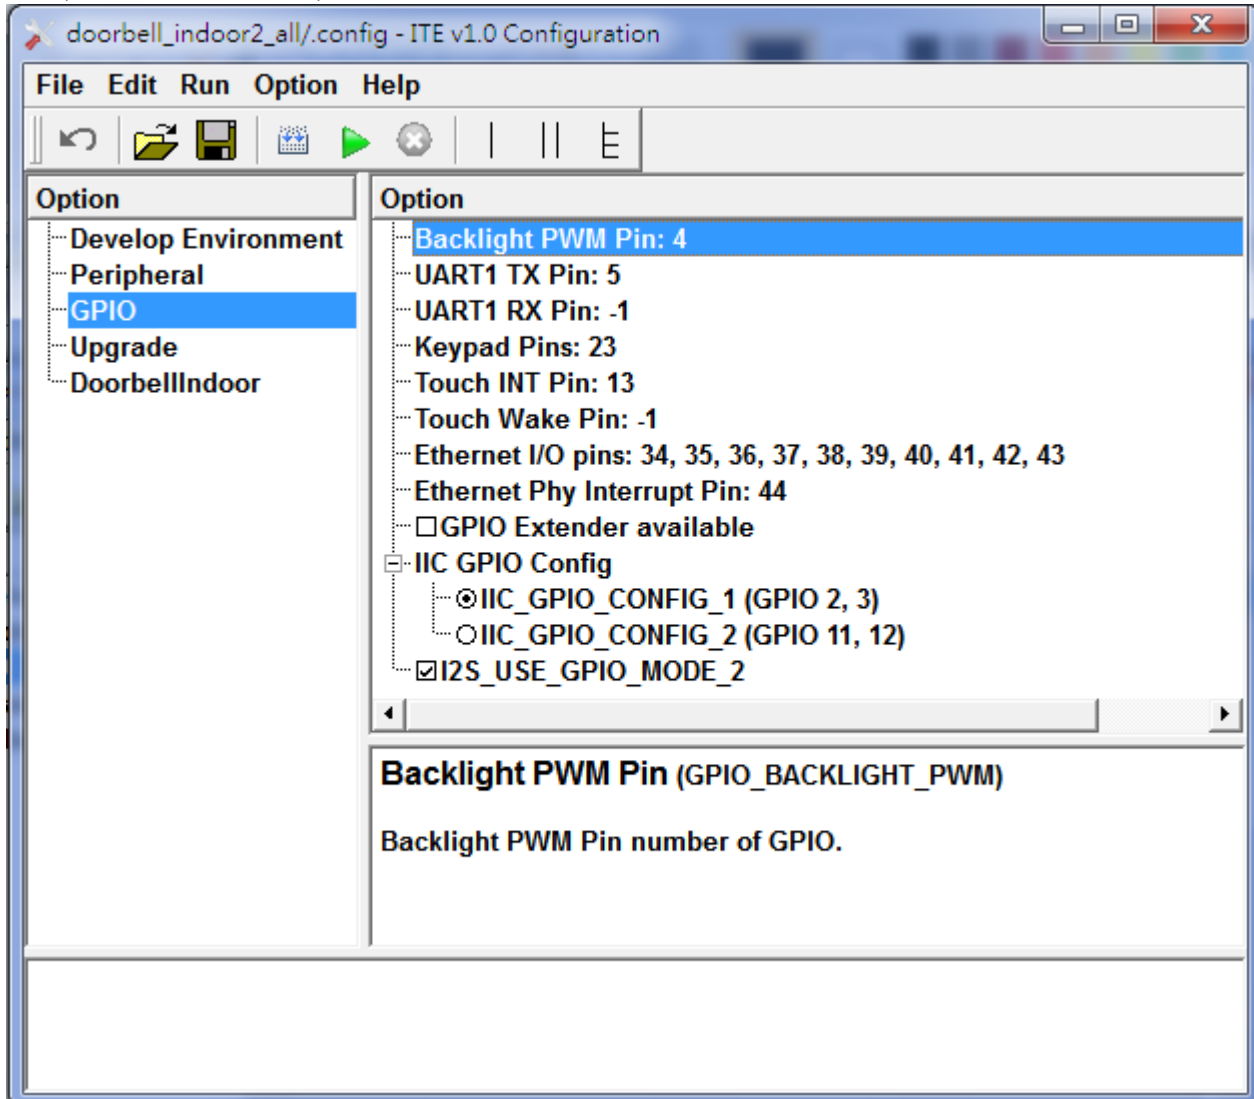 doorbell_indoor2_all/.config - ITE v1.0 Configuration
File Edit Run Option Help
Option
Develop Environment
Peripheral
GPIO
Upgrade
DoorbellIndoor
Option
Backlight PWM Pin: 4
UART1 TX Pin: 5
UART1 RX Pin: -1
Keypad Pins: 23
Touch INT Pin: 13
Touch Wake Pin: -1
Ethernet I/O pins: 34, 35, 36, 37, 38, 39, 40, 41, 42, 43
Ethernet Phy Interrupt Pin: 44
GPIO Extender available
IIC GPIO Config
IIC_GPIO_CONFIG_1 (GPIO 2, 3)
IIC_GPIO_CONFIG_2 (GPIO 11, 12)
I2S_USE_GPIO_MODE_2
Backlight PWM Pin (GPIO_BACKLIGHT_PWM)
Backlight PWM Pin number of GPIO.